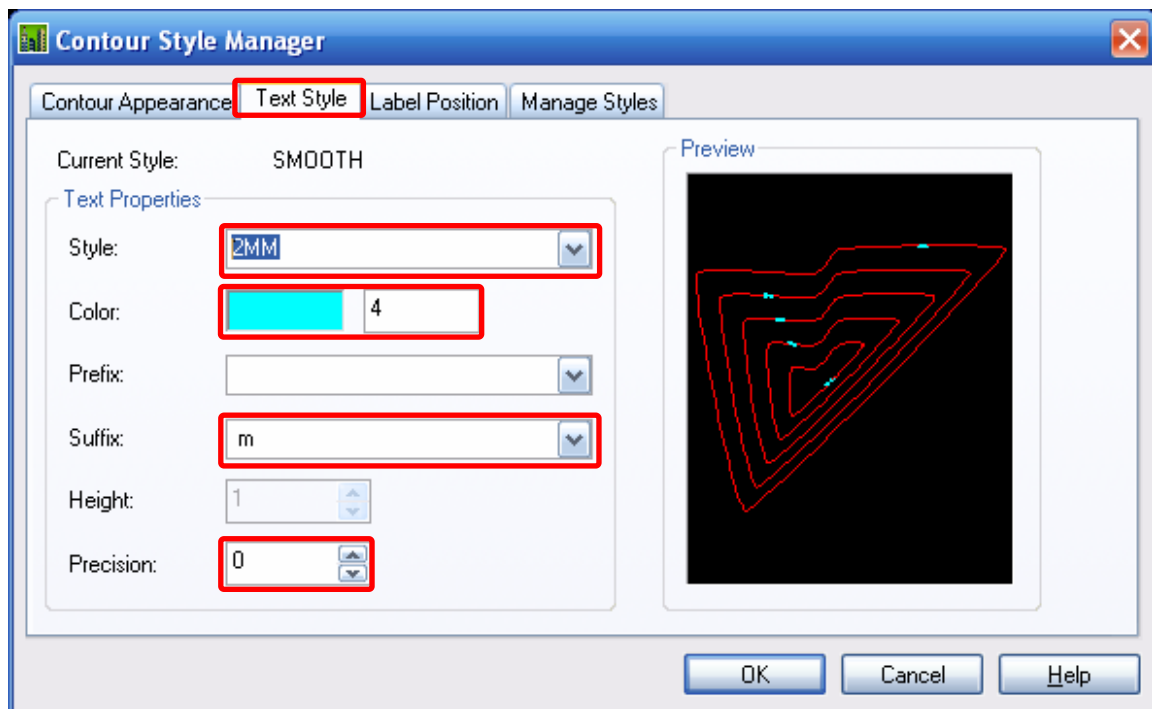 Contour Style Manager
Contour Appearance Text Style Label Position Manage Styles
Current Style: SMOOTH
Preview
Text Properties
Style: 2MM
Color: 4
Prefix:
Suffix: m
Height: 1
Precision: 0
OK Cancel Help